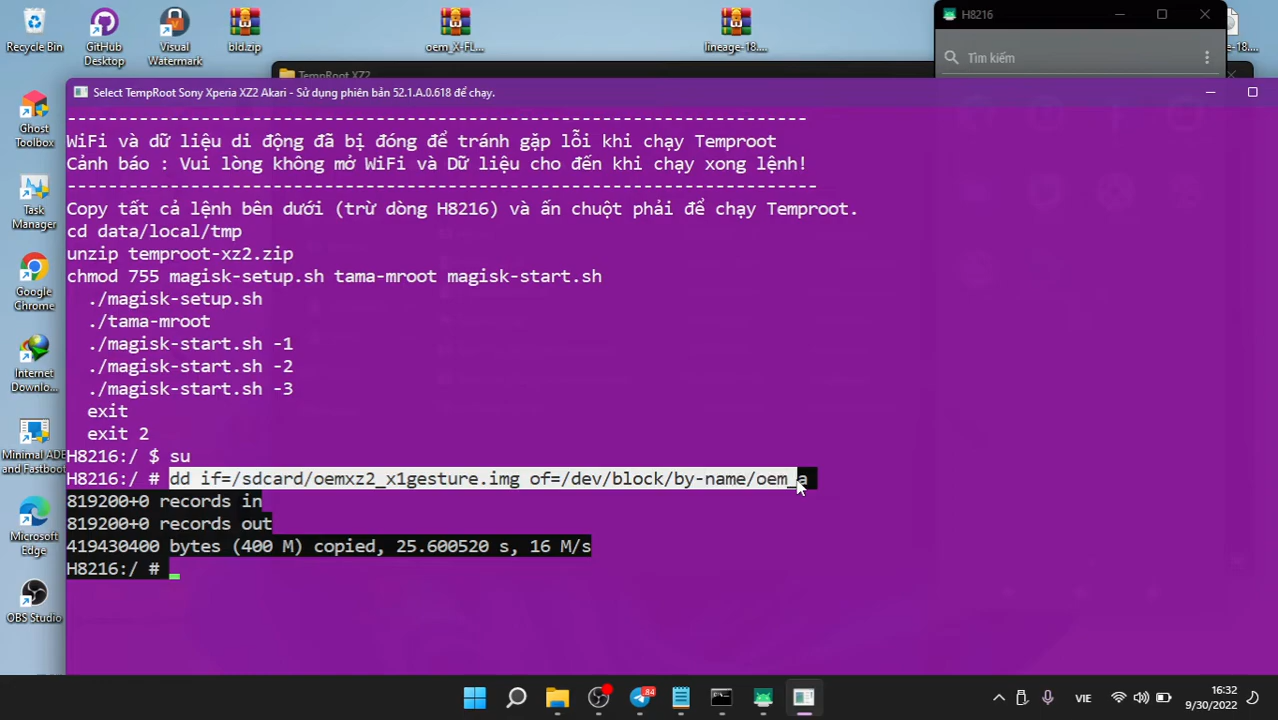 Recycle Bin
GitHub
Desktop
Visual
Watermark
bld.zip
oem_X-FL...
lineage-18....
H8216
Tìm kiếm
TempRoot XZ2
Select TempRoot Sony Xperia XZ2 Akari - Sử dụng phiên bản 52.1.A.0.618 để chạy.
--------------------------------------------------------------------------
WiFi và dữ liệu di động đã bị đóng để tránh gặp lỗi khi chạy Temproot
Cảnh báo : Vui lòng không mở WiFi và Dữ liệu cho đến khi chạy xong lệnh!
---------------------------------------------------------------------------
Copy tất cả lệnh bên dưới (trừ dòng H8216) và ấn chuột phải để chạy Temproot.
cd data/local/tmp
unzip temproot-xz2.zip
chmod 755 magisk-setup.sh tama-mroot magisk-start.sh
./magisk-setup.sh
./tama-mroot
./magisk-start.sh -1
./magisk-start.sh -2
./magisk-start.sh -3
exit
exit 2
H8216:/ $ su
H8216:/ # dd if=/sdcard/oemxz2_x1gesture.img of=/dev/block/by-name/oem_a
819200+0 records in
819200+0 records out
419430400 bytes (400 M) copied, 25.600520 s, 16 M/s
H8216:/ #
Ghost
Toolbox
Task
Manager
Google
Chrome
Internet
Downlo...
Minimal ADB
and Fastboot
Microsoft
Edge
OBS Studio
84
VIE
16:32
9/30/2022